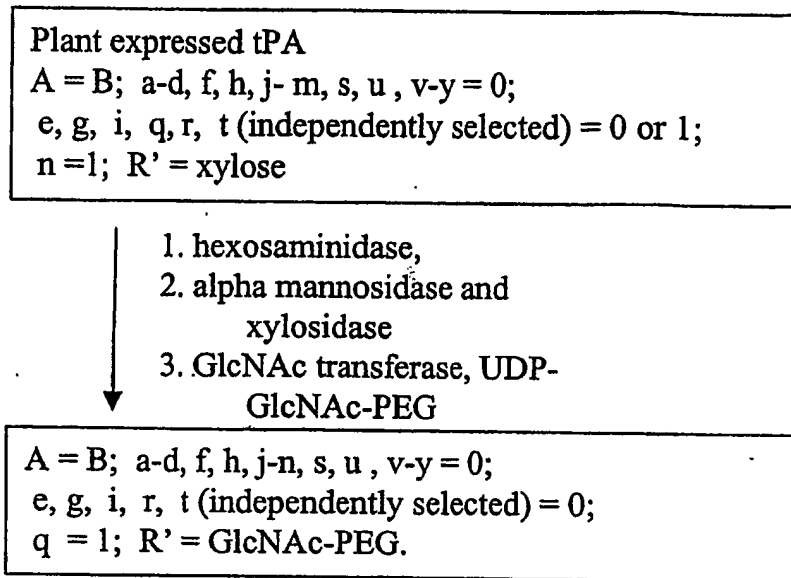 Plant expressed tPA
A = B; a-d, f, h, j- m, s, u , v-y = 0;
e, g, i, q, r, t (independently selected) = 0 or 1;
n =1; R' = xylose
1. hexosaminidase,
2. alpha mannosidase and
xylosidase
3. GlcNAc transferase, UDP-
GlcNAc-PEG
A = B; a-d, f, h, j-n, s, u , v-y = 0;
e, g, i, r, t (independently selected) = 0;
q = 1; R' = GlcNAc-PEG.